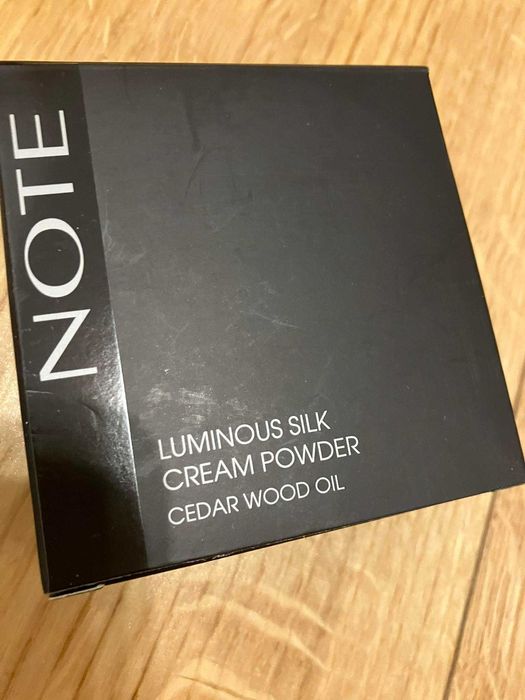 NOTE
LUMINOUS SILK
CREAM POWDER
CEDAR WOOD OIL